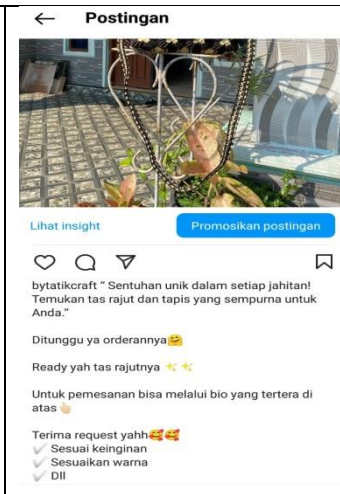 ← Postingan
Lihat insight
Promosikan postingan
bytatikcraft “ Sentuhan unik dalam setiap jahitan!
Temukan tas rajut dan tapis yang sempurna untuk
Anda.”
Ditunggu ya orderannya🤗
Ready yah tas rajutnya ✨✨
Untuk pemesanan bisa melalui bio yang tertera di
atas👆
Terima request yahh🥰🥰
✔️ Sesuai keinginan
✔️ Sesuaikan warna
✔️ Dll